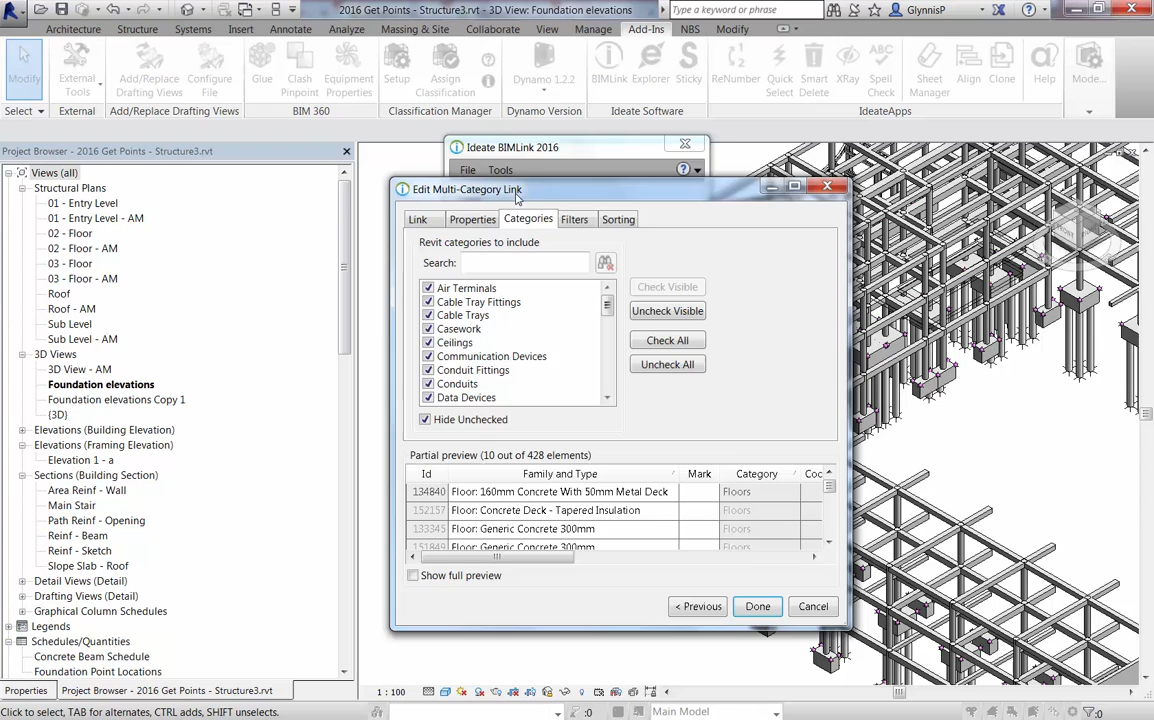 2016 Get Points - Structure3.rvt - 3D View: Foundation elevations
Type a keyword or phrase
GlynnisP
Architecture Structure Systems Insert Annotate Analyze Massing & Site Collaborate View Manage Add-Ins NBS Modify
Modify
External Tools
Add/Replace Drafting Views
Configure File
Glue
Clash Pinpoint
Equipment Properties
Setup
Assign Classification
Dynamo 1.2.2
BIMLink
Explorer
Sticky
ReNumber
Quick Select
Smart Delete
XRay
ABC
Spell Check
Sheet Manager
Align
Clone
Help
Mode...
Select
External
Add/Replace Drafting Views
BIM 360
Classification Manager
Dynamo Version
Ideate Software
IdeateApps
Project Browser - 2016 Get Points - Structure3.rvt
Views (all)
Structural Plans
01 - Entry Level
01 - Entry Level - AM
02 - Floor
02 - Floor - AM
03 - Floor
03 - Floor - AM
Roof
Roof - AM
Sub Level
Sub Level - AM
3D Views
3D View - AM
Foundation elevations
Foundation elevations Copy 1
{3D}
Elevations (Building Elevation)
Elevations (Framing Elevation)
Elevation 1 - a
Sections (Building Section)
Area Reinf - Wall
Main Stair
Path Reinf - Opening
Reinf - Beam
Reinf - Sketch
Slope Slab - Roof
Detail Views (Detail)
Drafting Views (Detail)
Graphical Column Schedules
Legends
Schedules/Quantities
Concrete Beam Schedule
Foundation Point Locations
Properties
Project Browser - 2016 Get Points - Structure3.rvt
Ideate BIMLink 2016
File Tools
Edit Multi-Category Link
Link Properties Categories Filters Sorting
Revit categories to include
Search:
Air Terminals
Cable Tray Fittings
Cable Trays
Casework
Ceilings
Communication Devices
Conduit Fittings
Conduits
Data Devices
Check Visible
Uncheck Visible
Check All
Uncheck All
Hide Unchecked
Partial preview (10 out of 428 elements)
Id Family and Type Mark Category Coc
134840 Floor: 160mm Concrete With 50mm Metal Deck Floors
152157 Floor: Concrete Deck - Tapered Insulation Floors
133345 Floor: Generic Concrete 300mm Floors
151849 Floor: Generic Concrete 300mm Floors
Show full preview
< Previous
Done
Cancel
1 : 100
Click to select, TAB for alternates, CTRL adds, SHIFT unselects.
:0
Main Model
:0